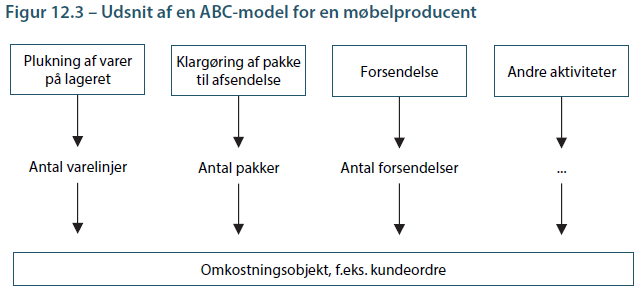 Figur 12.3 – Udsnit af en ABC-model for en møbelproducent
Plukning af varer
på lageret
Klargøring af pakke
til afsendelse
Forsendelse
Andre aktiviteter
Antal varelinjer
Antal pakker
Antal forsendelser
...
Omkostningsobjekt, f.eks. kundeordre